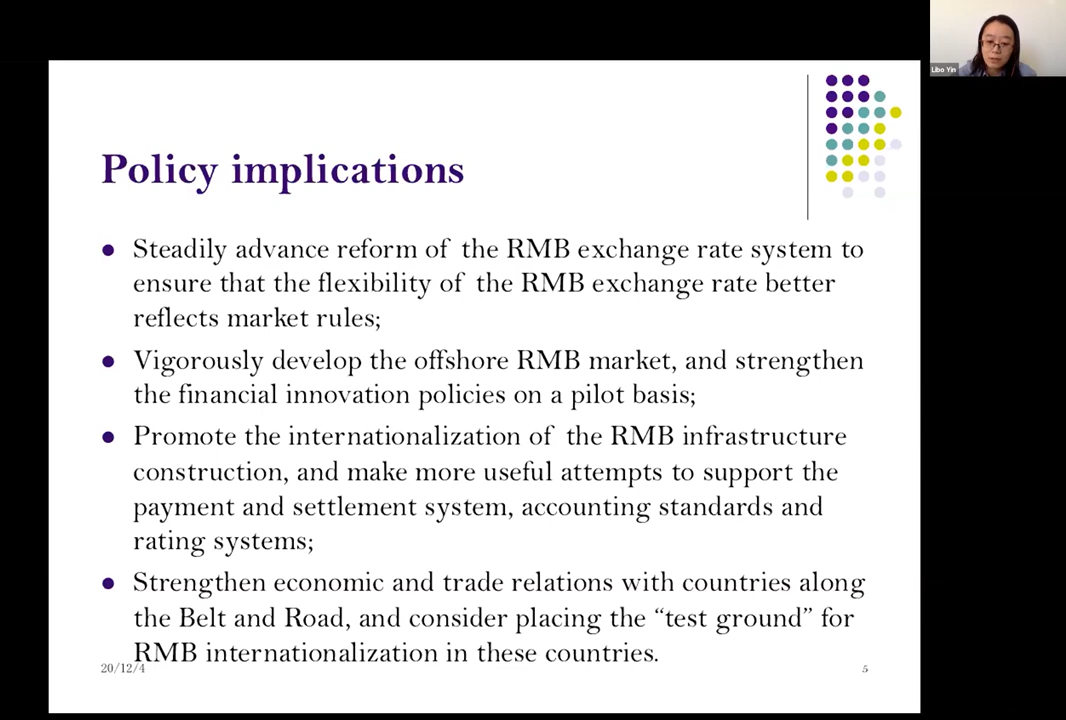 Libo Yin
Policy implications
Steadily advance reform of the RMB exchange rate system to
ensure that the flexibility of the RMB exchange rate better
reflects market rules;
Vigorously develop the offshore RMB market, and strengthen
the financial innovation policies on a pilot basis;
Promote the internationalization of the RMB infrastructure
construction, and make more useful attempts to support the
payment and settlement system, accounting standards and
rating systems;
Strengthen economic and trade relations with countries along
the Belt and Road, and consider placing the “test ground” for
RMB internationalization in these countries.
20/12/4
5